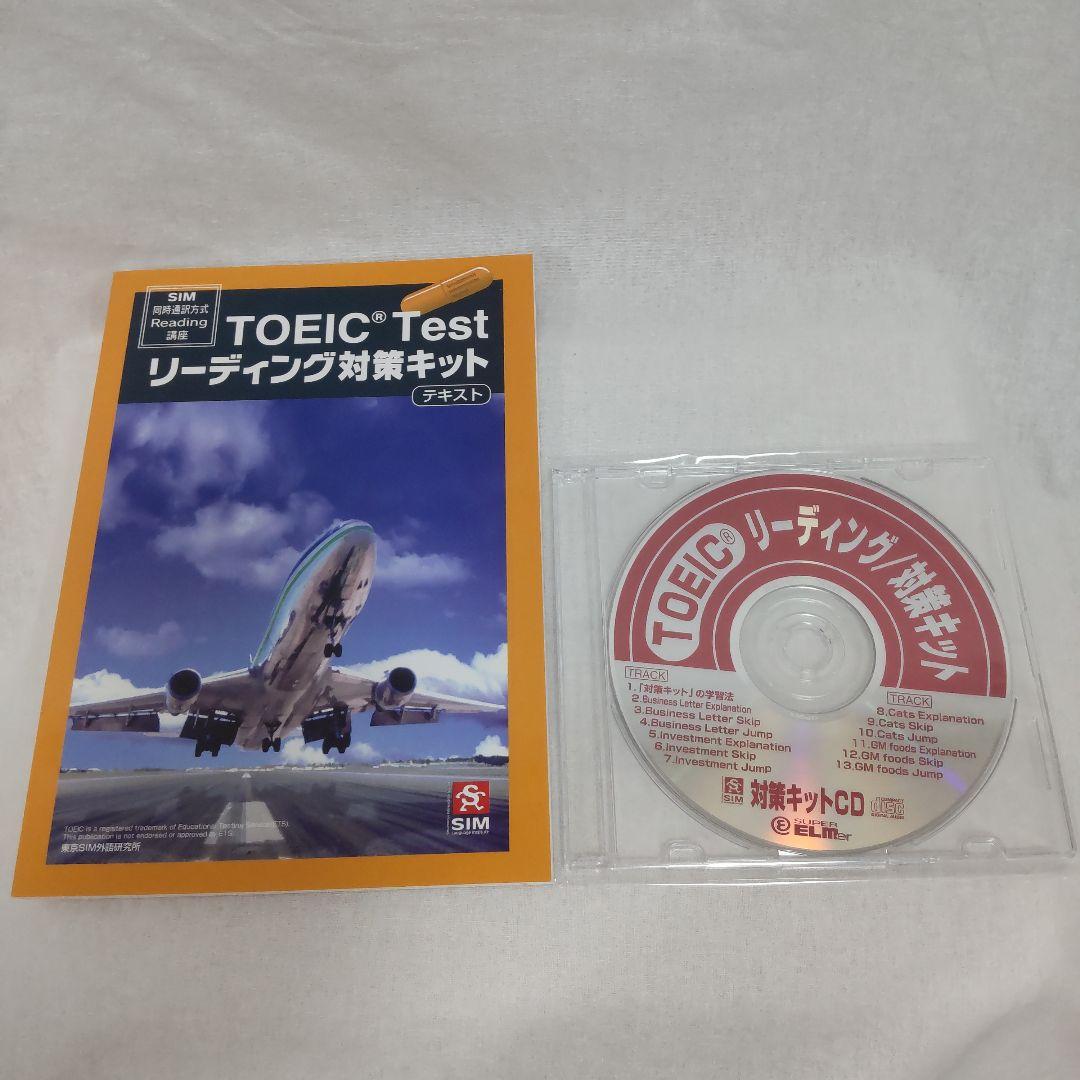 SIM
同時通訳方式
Reading
講座
TOEIC® Test
リーディング対策キット
テキスト
TOEIC is a registered trademark of Educational Testing Service (ETS).
This publication is not endorsed or approved by ETS.
東京SIM外語研究所
SIM
TOEIC®リーディング/対策キット
TRACK
1.「対策キット」の学習法
2.Business Letter Explanation
3.Business Letter Skip
4.Business Letter Jump
5.Investment Explanation
6.Investment Skip
7.Investment Jump
TRACK
8.Cats Explanation
9.Cats Skip
10.Cats Jump
11.GM foods Explanation
12.GM foods Skip
13.GM foods Jump
SIM 対策キットCD
COMPACT
disc
DIGITAL AUDIO
SUPER
ELMer